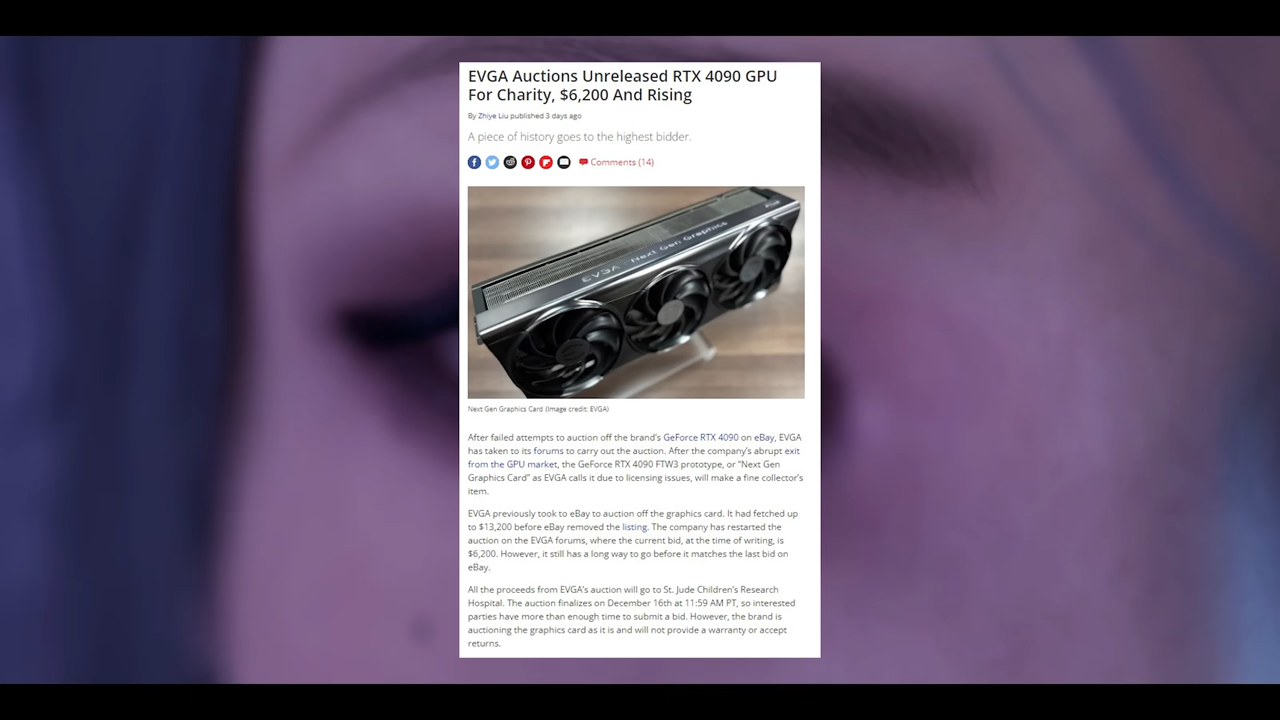 EVGA Auctions Unreleased RTX 4090 GPU
For Charity, $6,200 And Rising
By Zhiye Liu published 3 days ago
A piece of history goes to the highest bidder.
Comments (14)
EVGA Next Gen Graphics
Next Gen Graphics Card (Image credit: EVGA)
After failed attempts to auction off the brand's GeForce RTX 4090 on eBay, EVGA
has taken to its forums to carry out the auction. After the company's abrupt exit
from the GPU market, the GeForce RTX 4090 FTW3 prototype, or "Next Gen
Graphics Card" as EVGA calls it due to licensing issues, will make a fine collector's
item.
EVGA previously took to eBay to auction off the graphics card. It had fetched up
to $13,200 before eBay removed the listing. The company has restarted the
auction on the EVGA forums, where the current bid, at the time of writing, is
$6,200. However, it still has a long way to go before it matches the last bid on
eBay.
All the proceeds from EVGA's auction will go to St. Jude Children's Research
Hospital. The auction finalizes on December 16th at 11:59 AM PT, so interested
parties have more than enough time to submit a bid. However, the brand is
auctioning the graphics card as it is and will not provide a warranty or accept
returns.